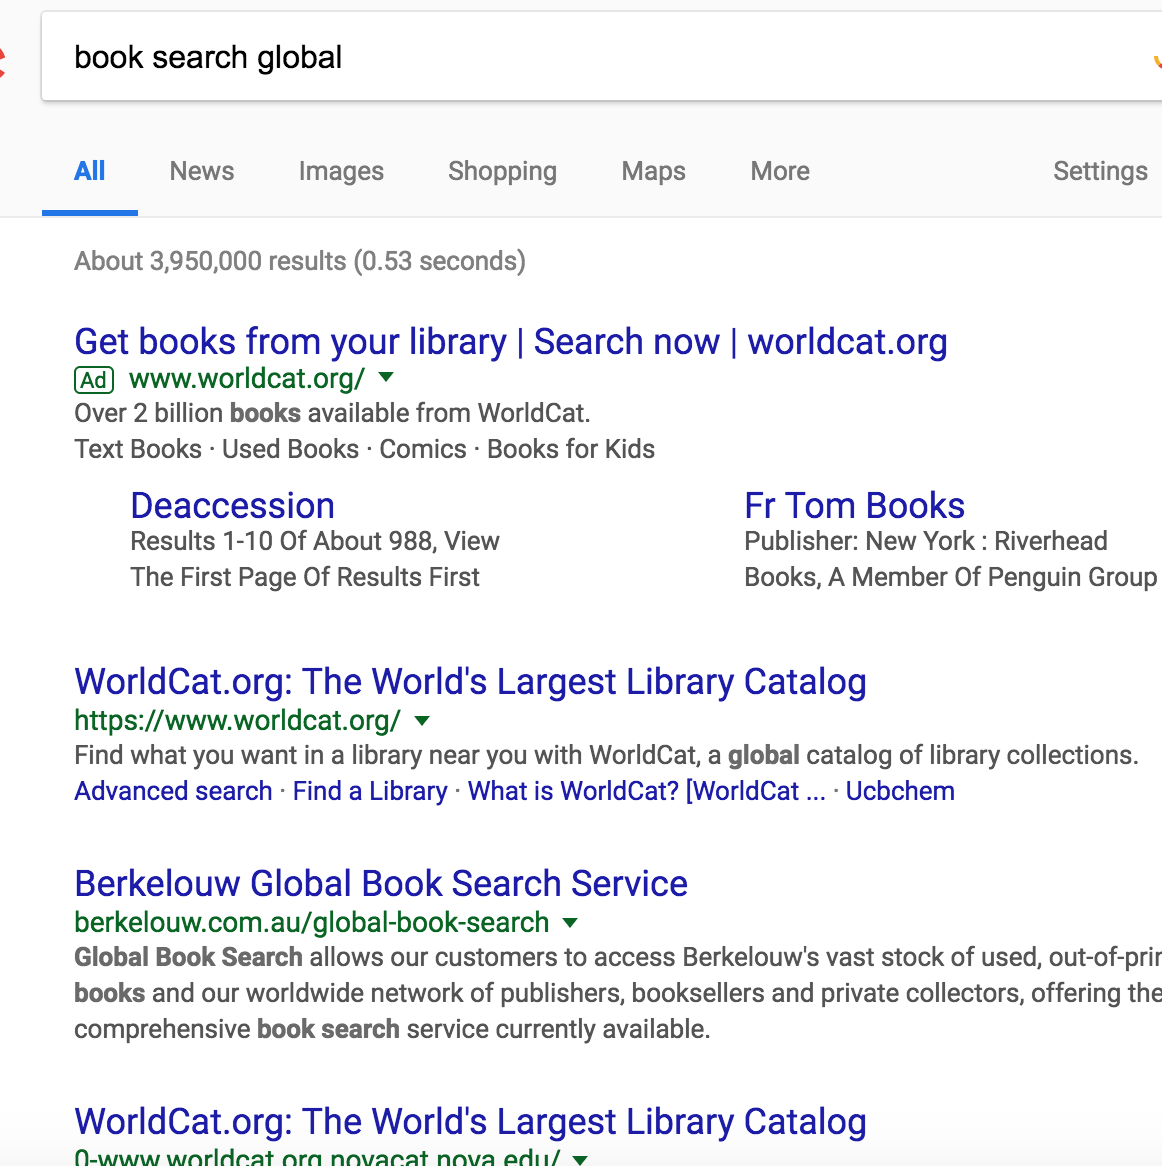 book search global
All News Images Shopping Maps More Settings
About 3,950,000 results (0.53 seconds)
Get books from your library | Search now | worldcat.org
Ad www.worldcat.org/
Over 2 billion books available from WorldCat.
Text Books · Used Books · Comics · Books for Kids
Deaccession
Results 1-10 Of About 988, View
The First Page Of Results First
Fr Tom Books
Publisher: New York : Riverhead
Books, A Member Of Penguin Group
WorldCat.org: The World's Largest Library Catalog
https://www.worldcat.org/
Find what you want in a library near you with WorldCat, a global catalog of library collections.
Advanced search · Find a Library · What is WorldCat? [WorldCat ... · Ucbchem
Berkelouw Global Book Search Service
berkelouw.com.au/global-book-search
Global Book Search allows our customers to access Berkelouw's vast stock of used,
books and our worldwide network of publishers, booksellers and private collectors, offering the
comprehensive book search service currently available.
WorldCat.org: The World's Largest Library Catalog
0-www.worldcat.org.novacat.nova.edu/